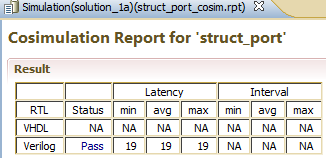 Simulation(solution_1a)(struct_port_cosim.rpt)
Cosimulation Report for 'struct_port'
Result
Latency Interval
RTL Status min avg max min avg max
VHDL NA NA NA NA NA NA NA
Verilog Pass 19 19 19 NA NA NA